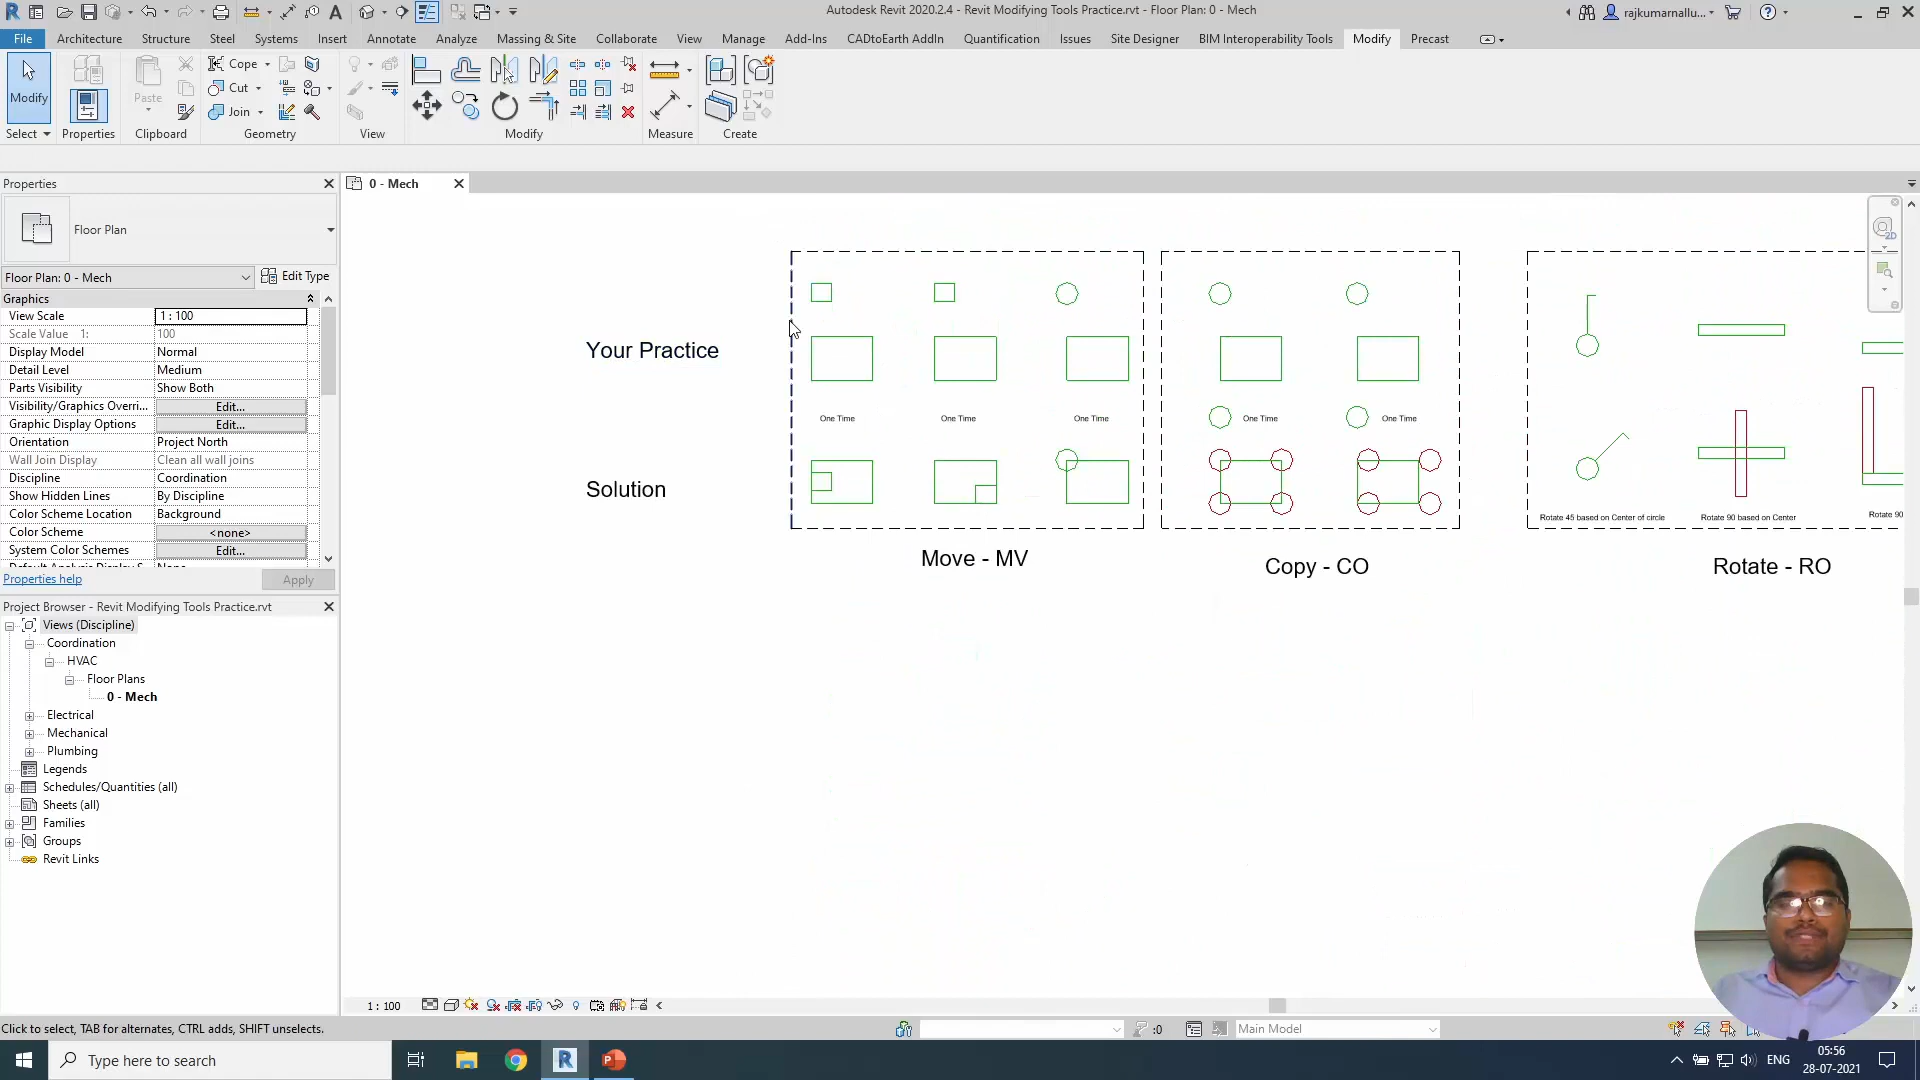 Autodesk Revit 2020.2.4 - Revit Modifying Tools Practice.rvt - Floor Plan: 0 - Mech
rajkumarnallu...
File Architecture Structure Steel Systems Insert Annotate Analyze Massing & Site Collaborate View Manage Add-Ins CADtoEarth AddIn Quantification Issues Site Designer BIM Interoperability Tools Modify Precast
Modify
Paste
Cope
Cut
Join
Select Properties Clipboard Geometry View Modify Measure Create
Properties
0 - Mech
Floor Plan
Floor Plan: 0 - Mech
Edit Type
Graphics
View Scale 1 : 100
Scale Value 1: 100
Display Model Normal
Detail Level Medium
Parts Visibility Show Both
Visibility/Graphics Overri... Edit...
Graphic Display Options Edit...
Orientation Project North
Wall Join Display Clean all wall joins
Discipline Coordination
Show Hidden Lines By Discipline
Color Scheme Location Background
Color Scheme <none>
System Color Schemes Edit...
Properties help
Apply
Project Browser - Revit Modifying Tools Practice.rvt
Views (Discipline)
Coordination
HVAC
Floor Plans
0 - Mech
Electrical
Mechanical
Plumbing
Legends
Schedules/Quantities (all)
Sheets (all)
Families
Groups
Revit Links
Your Practice
One Time One Time One Time One Time One Time
Solution
Rotate 45 based on Center of circle Rotate 90 based on Center Rotate 90
Move - MV
Copy - CO
Rotate - RO
2D
1 : 100
Click to select, TAB for alternates, CTRL adds, SHIFT unselects.
:0
Main Model
Type here to search
ENG
05:56
28-07-2021